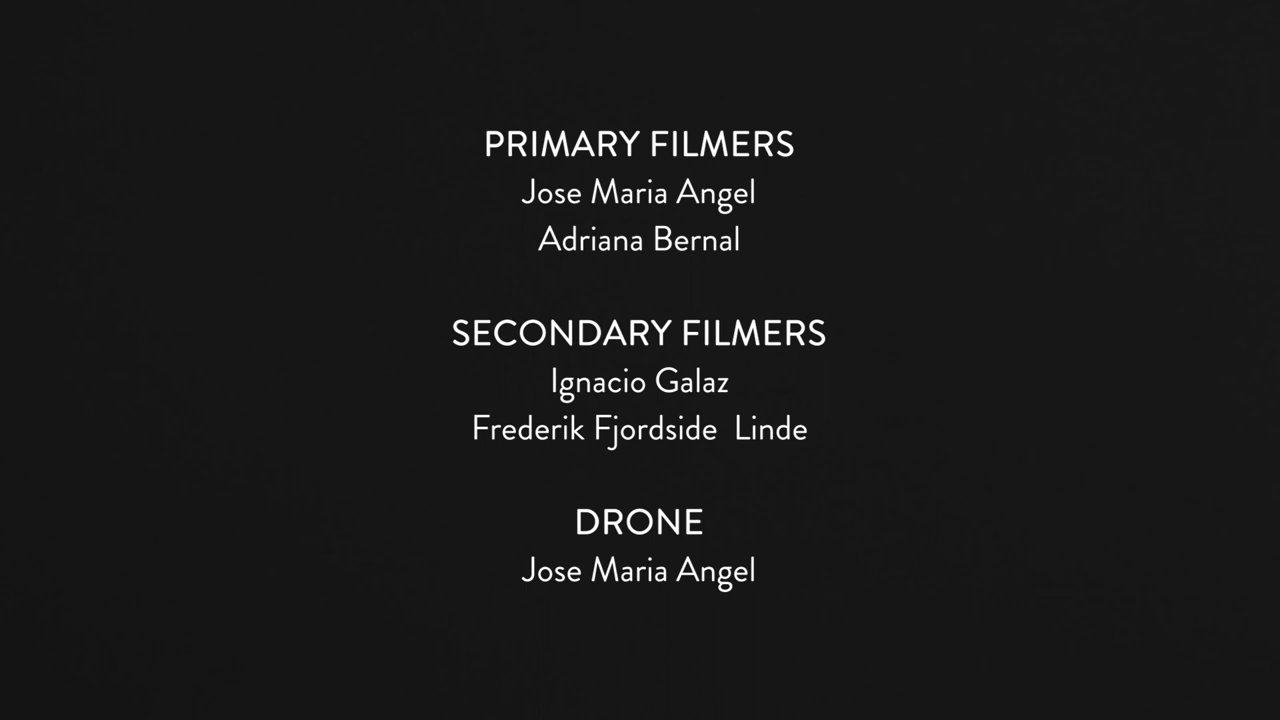 PRIMARY FILMERS
Jose Maria Angel
Adriana Bernal
SECONDARY FILMERS
Ignacio Galaz
Frederik Fjordside  Linde
DRONE
Jose Maria Angel